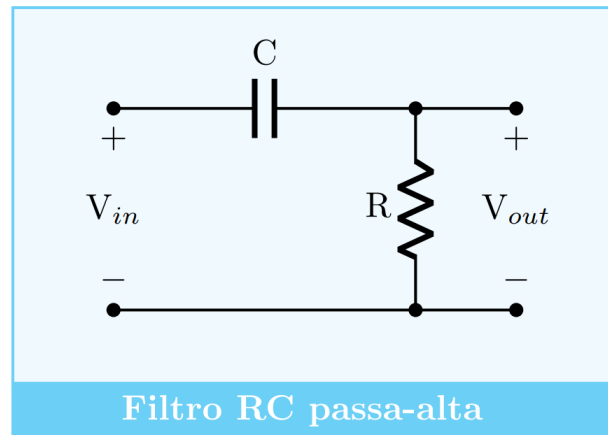 C
+ +
V_in R V_out
− −
Filtro RC passa-alta